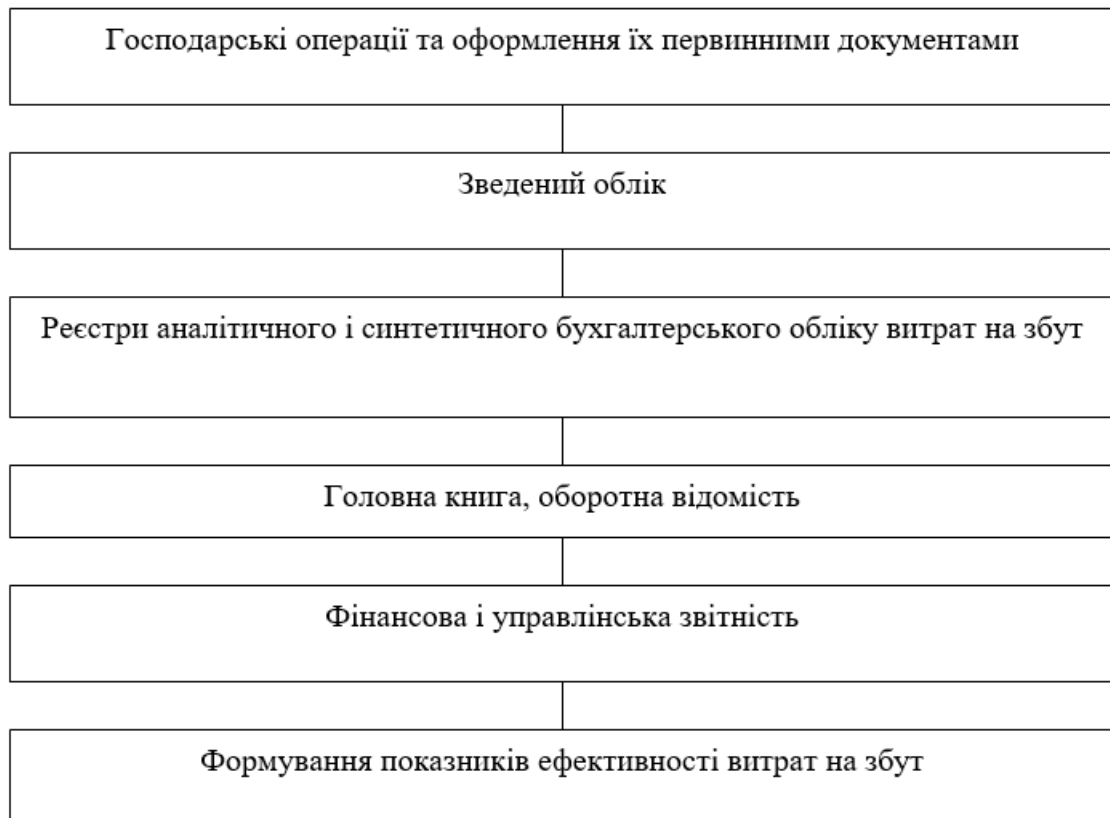 Господарські операції та оформлення їх первинними документами
Зведений облік
Реєстри аналітичного і синтетичного бухгалтерського обліку витрат на збут
Головна книга, оборотна відомість
Фінансова і управлінська звітність
Формування показників ефективності витрат на збут